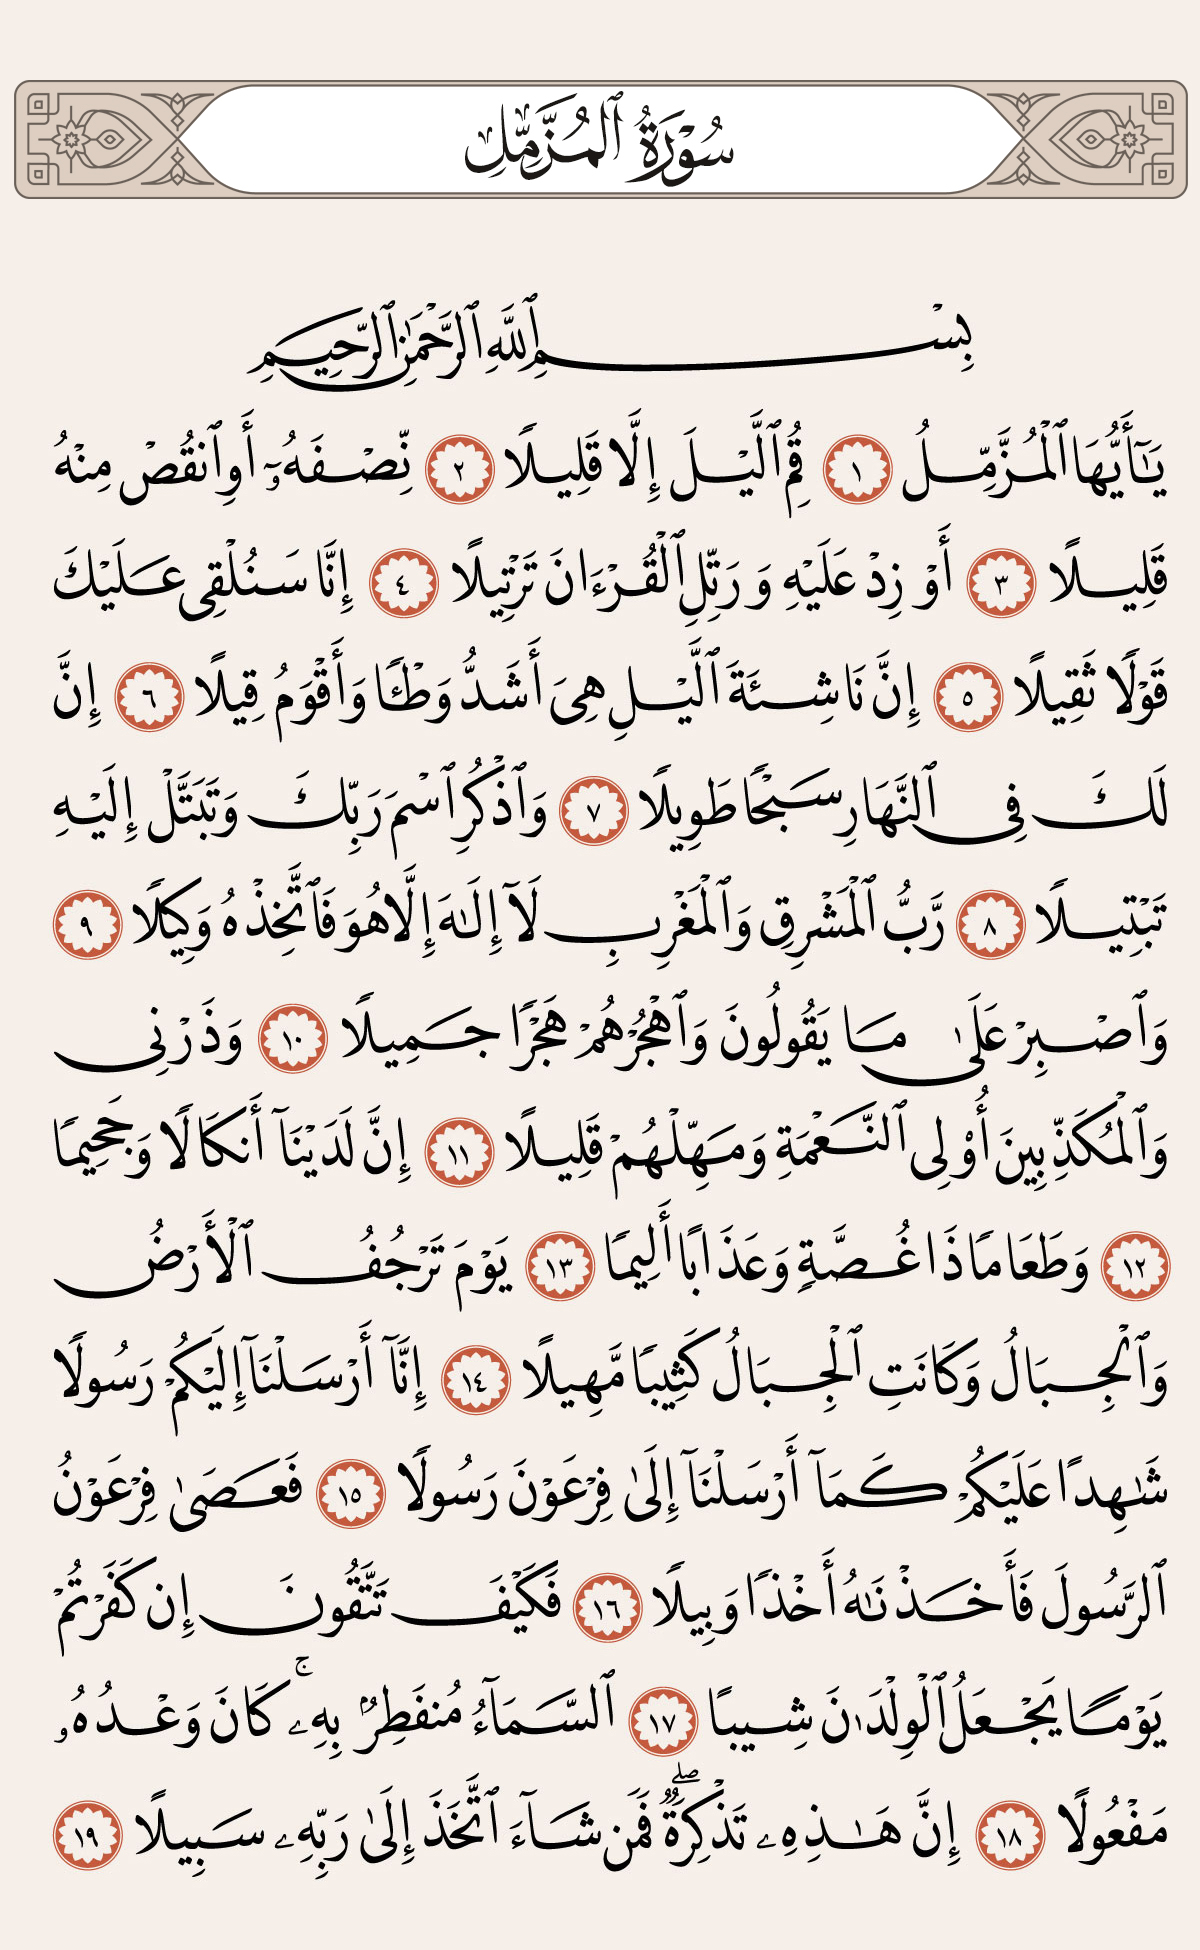 سُورَةُ ٱلْمُزَّمِّلِ
بِسْمِ ٱللَّهِ ٱلرَّحْمَٰنِ ٱلرَّحِيمِ
يَـٰٓأَيُّهَا ٱلْمُزَّمِّلُ ١ قُمِ ٱلَّيْلَ إِلَّا قَلِيلًا ٢ نِّصْفَهُۥٓ أَوِ ٱنقُصْ مِنْهُ
قَلِيلًا ٣ أَوْ زِدْ عَلَيْهِ وَرَتِّلِ ٱلْقُرْءَانَ تَرْتِيلًا ٤ إِنَّا سَنُلْقِى عَلَيْكَ
قَوْلًا ثَقِيلًا ٥ إِنَّ نَاشِئَةَ ٱلَّيْلِ هِىَ أَشَدُّ وَطْـًٔا وَأَقْوَمُ قِيلًا ٦ إِنَّ
لَكَ فِى ٱلنَّهَارِ سَبْحًا طَوِيلًا ٧ وَٱذْكُرِ ٱسْمَ رَبِّكَ وَتَبَتَّلْ إِلَيْهِ
تَبْتِيلًا ٨ رَّبُّ ٱلْمَشْرِقِ وَٱلْمَغْرِبِ لَآ إِلَـٰهَ إِلَّا هُوَ فَٱتَّخِذْهُ وَكِيلًا ٩
وَٱصْبِرْ عَلَىٰ مَا يَقُولُونَ وَٱهْجُرْهُمْ هَجْرًا جَمِيلًا ١٠ وَذَرْنِى
وَٱلْمُكَذِّبِينَ أُو۟لِى ٱلنَّعْمَةِ وَمَهِّلْهُمْ قَلِيلًا ١١ إِنَّ لَدَيْنَآ أَنكَالًا وَجَحِيمًا
١٢ وَطَعَامًا ذَا غُصَّةٍ وَعَذَابًا أَلِيمًا ١٣ يَوْمَ تَرْجُفُ ٱلْأَرْضُ
وَٱلْجِبَالُ وَكَانَتِ ٱلْجِبَالُ كَثِيبًا مَّهِيلًا ١٤ إِنَّآ أَرْسَلْنَآ إِلَيْكُمْ رَسُولًا
شَـٰهِدًا عَلَيْكُمْ كَمَآ أَرْسَلْنَآ إِلَىٰ فِرْعَوْنَ رَسُولًا ١٥ فَعَصَىٰ فِرْعَوْنُ
ٱلرَّسُولَ فَأَخَذْنَـٰهُ أَخْذًا وَبِيلًا ١٦ فَكَيْفَ تَتَّقُونَ إِن كَفَرْتُمْ
يَوْمًا يَجْعَلُ ٱلْوِلْدَٰنَ شِيبًا ١٧ ٱلسَّمَآءُ مُنفَطِرٌۢ بِهِۦ ۚ كَانَ وَعْدُهُۥ
مَفْعُولًا ١٨ إِنَّ هَـٰذِهِۦ تَذْكِرَةٌ ۖ فَمَن شَآءَ ٱتَّخَذَ إِلَىٰ رَبِّهِۦ سَبِيلًا ١٩